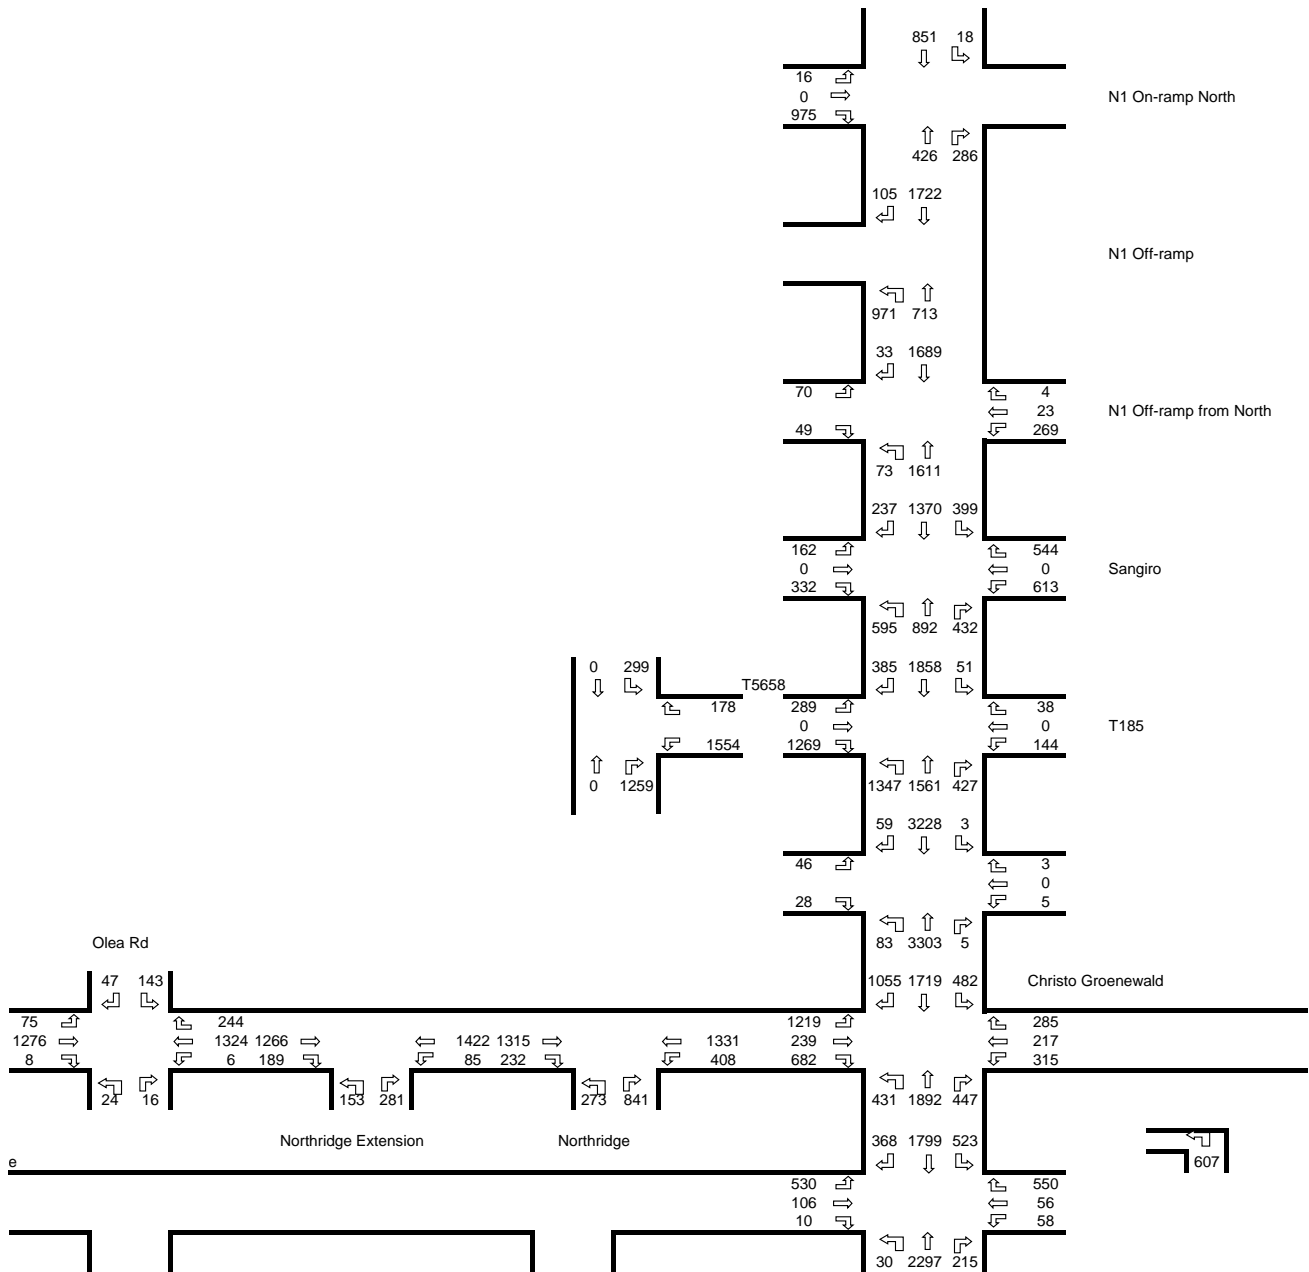 851 18
16
0
N1 On-ramp North
975
426 286
105 1722
N1 Off-ramp
971 713
33 1689
70 4
23 N1 Off-ramp from North
49 269
73 1611
237 1370 399
162 544
0 0 Sangiro
332 613
595 892 432
0 299 385 1858 51
T5658
178 289 38
0 0 T185
1554 1269 144
0 1259 1347 1561 427
59 3228 3
46 3
0
28 5
Olea Rd 83 3303 5
47 143 1055 1719 482 Christo Groenewald
75 244 1219 285
1276 1324 1266 1422 1315 1331 239 217
8 6 189 85 232 408 682 315
24 16 153 281 273 841 431 1892 447
Northridge Extension Northridge 368 1799 523
e 607
530 550
106 56
10 58
30 2297 215